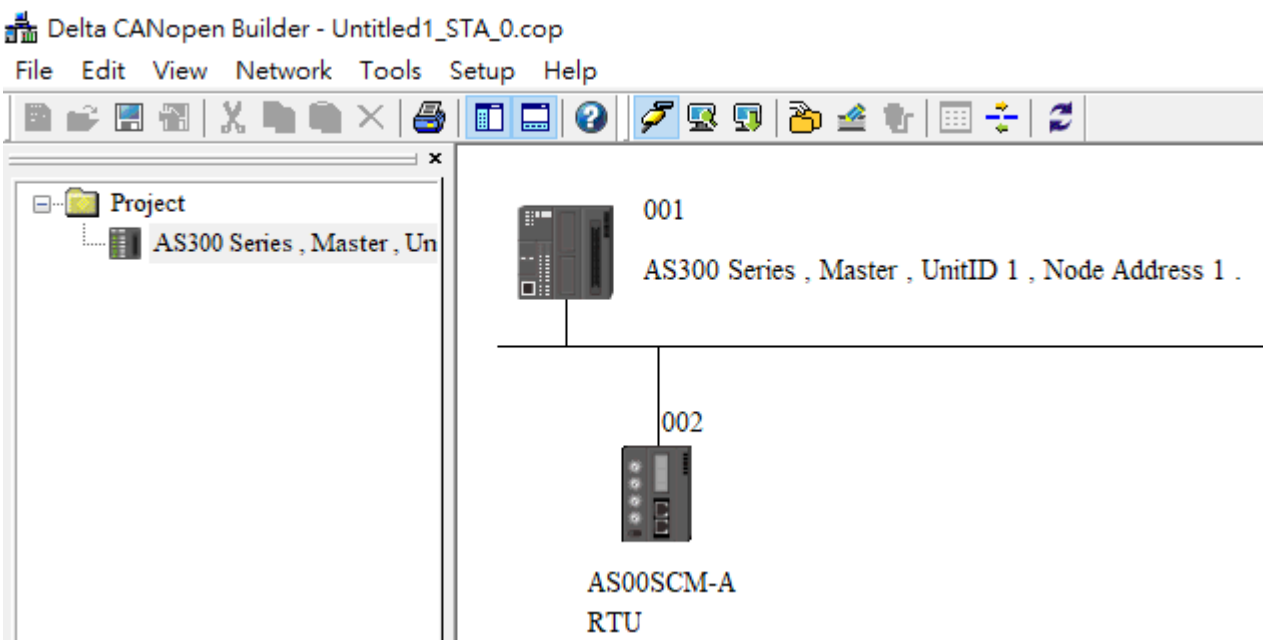 Delta CANopen Builder - Untitled1_STA_0.cop
File Edit View Network Tools Setup Help
Project
AS300 Series , Master , Un
001
AS300 Series , Master , UnitID 1 , Node Address 1 .
002
AS00SCM-A
RTU